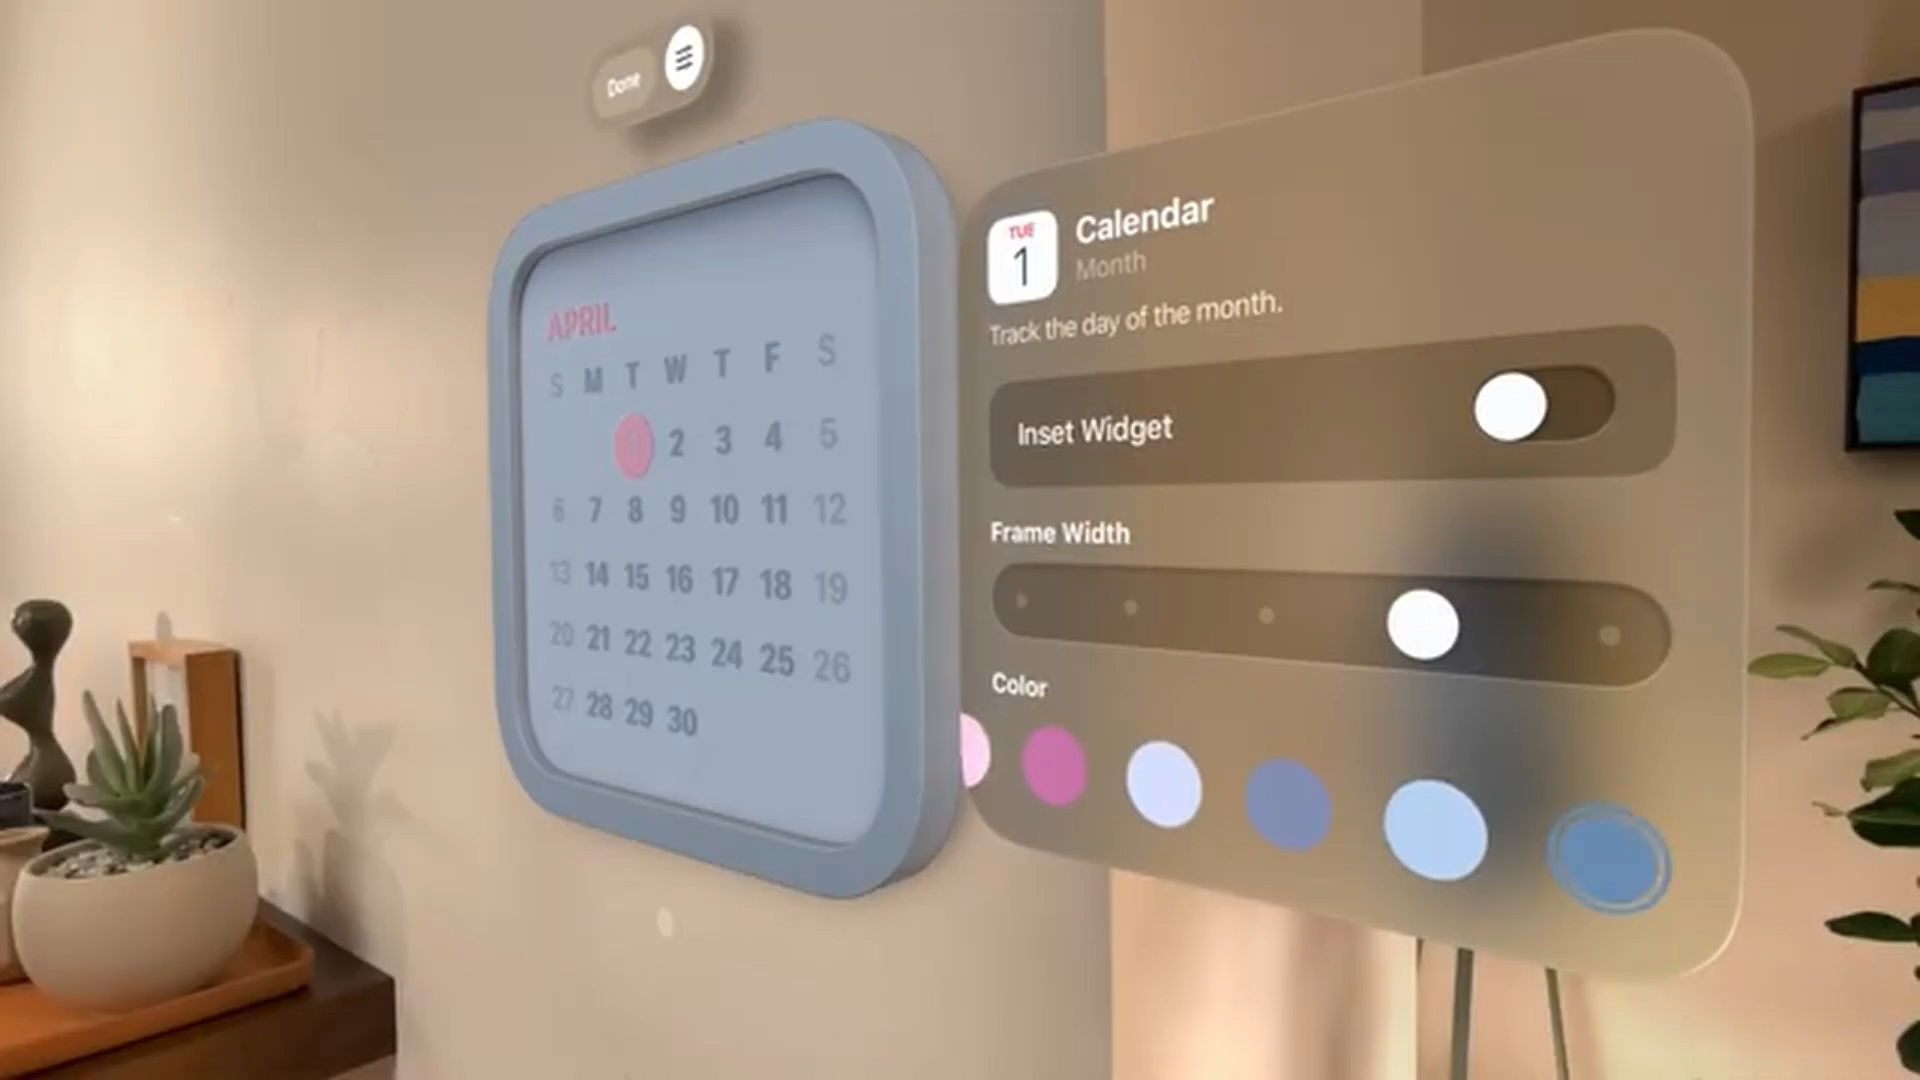 Done
APRIL
S M T W T F S
2 3 4 5
6 7 8 9 10 11 12
13 14 15 16 17 18 19
20 21 22 23 24 25 26
27 28 29 30
TUE
1
Calendar
Month
Track the day of the month.
Inset Widget
Frame Width
Color